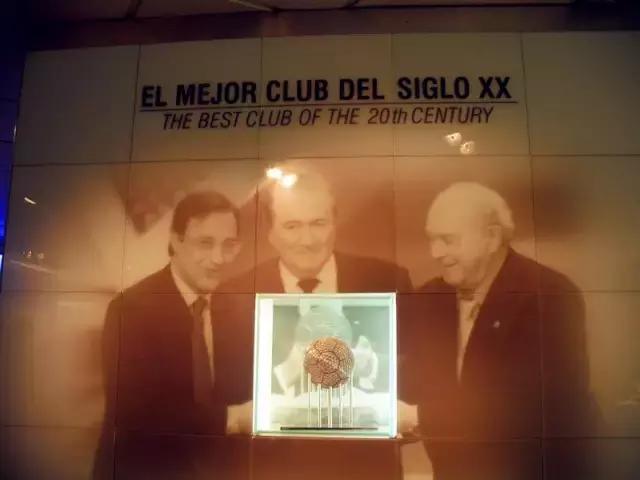 EL MEJOR CLUB DEL SIGLO XX
THE BEST CLUB OF THE 20th CENTURY